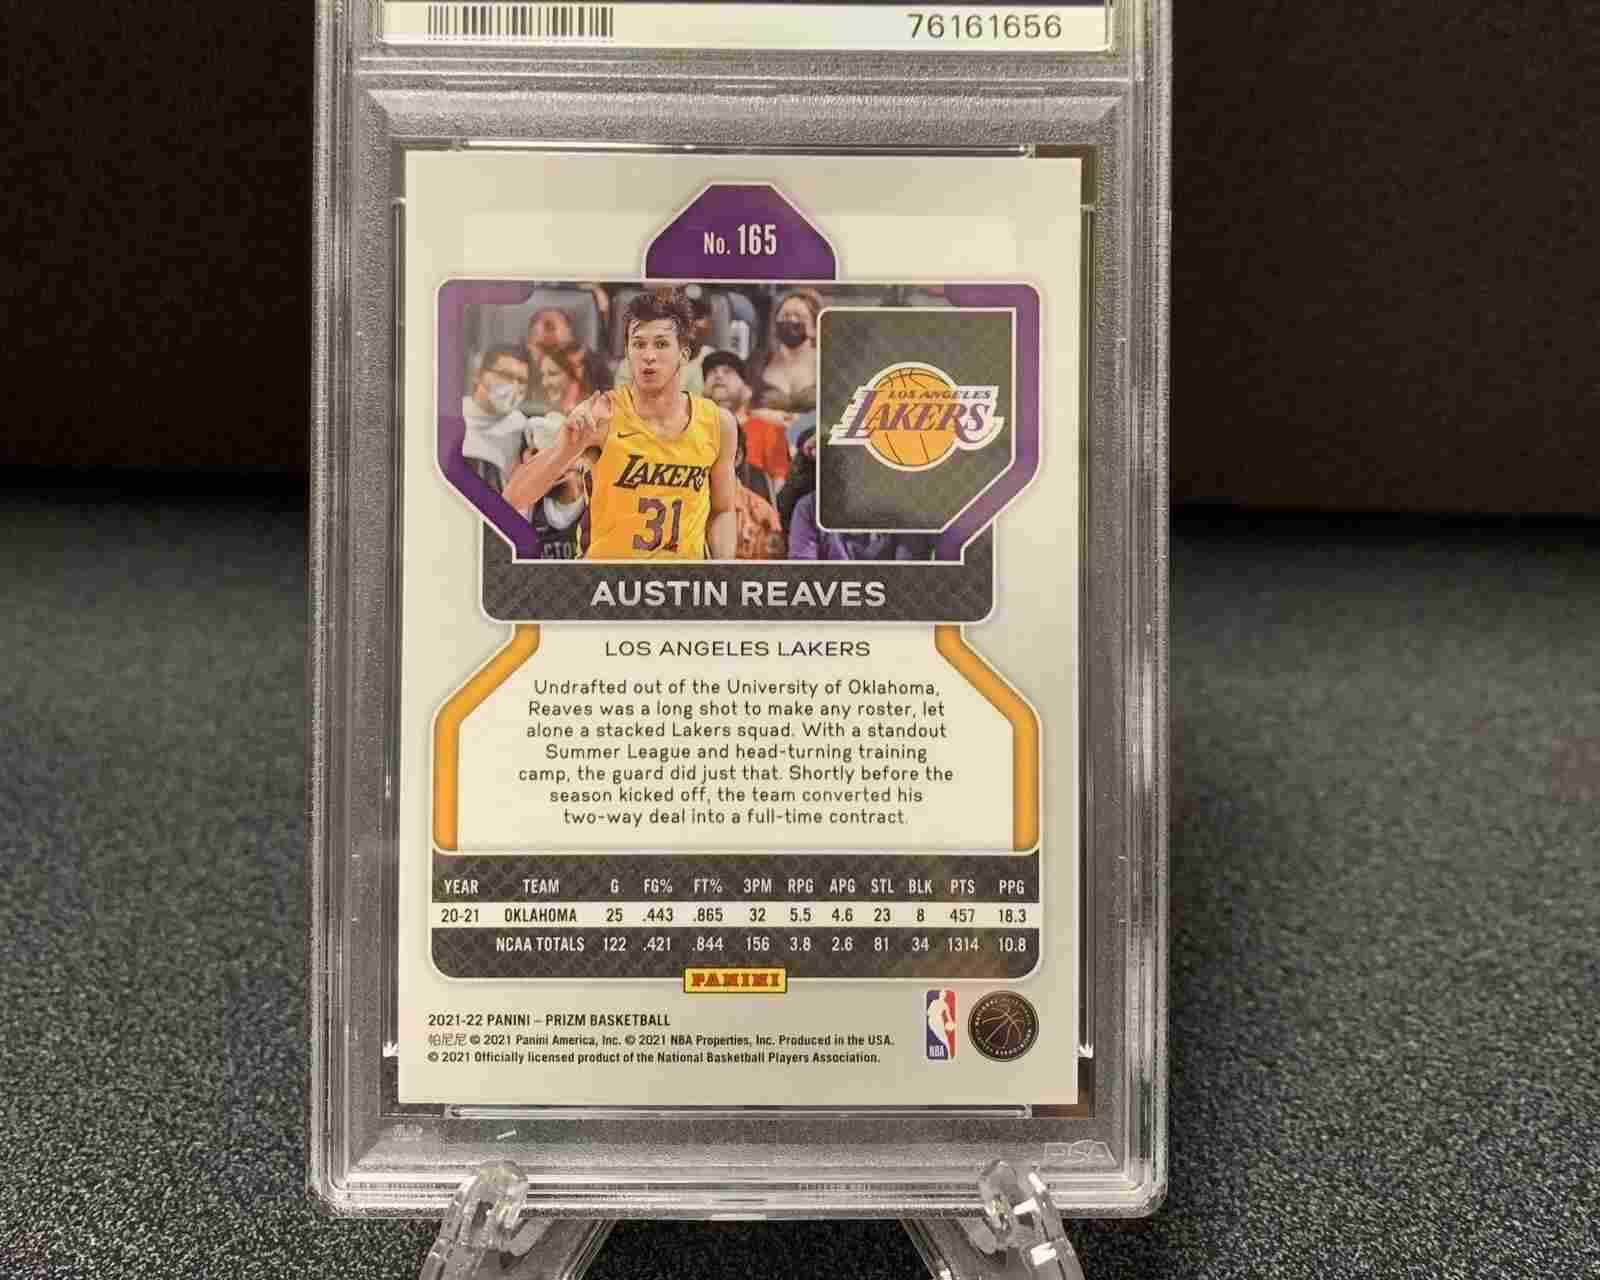 76161656
No. 165
LOS ANGELES
LAKERS
LAKERS
31
AUSTIN REAVES
LOS ANGELES LAKERS
Undrafted out of the University of Oklahoma,
Reaves was a long shot to make any roster, let
alone a stacked Lakers squad. With a standout
Summer League and head-turning training
camp, the guard did just that. Shortly before the
season kicked off, the team converted his
two-way deal into a full-time contract.
YEAR TEAM G FG% FT% 3PM RPG APG STL BLK PTS PPG
20-21 OKLAHOMA 25 .443 .865 32 5.5 4.6 23 8 457 18.3
NCAA TOTALS 122 .421 .844 156 3.8 2.6 81 34 1314 10.8
PANINI
2021-22 PANINI – PRIZM BASKETBALL
帕尼尼 © 2021 Panini America, Inc. © 2021 NBA Properties, Inc. Produced in the USA.
© 2021 Officially licensed product of the National Basketball Players Association.
NBA
PSA